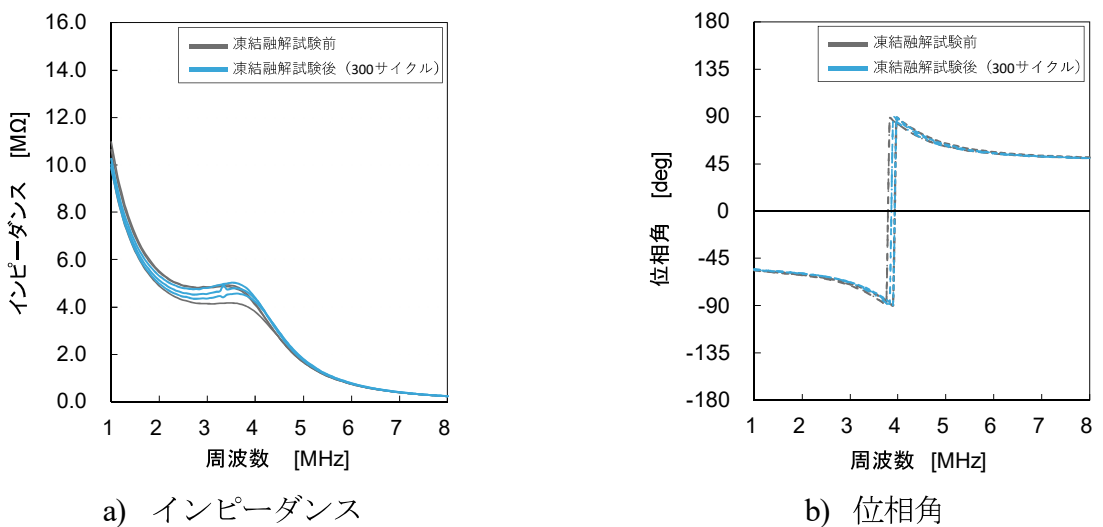 16.0
14.0
12.0
10.0
8.0
6.0
4.0
2.0
0.0
インピーダンス [MΩ]
凍結融解試験前
凍結融解試験後（300サイクル）
1 2 3 4 5 6 7 8
周波数 [MHz]
a) インピーダンス
180
135
90
45
0
-45
-90
-135
-180
位相角 [deg]
凍結融解試験前
凍結融解試験後（300サイクル）
1 2 3 4 5 6 7 8
周波数 [MHz]
b) 位相角